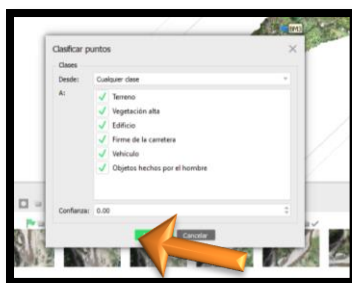 BM3
Clasificar puntos
Clases
Desde: Cualquier clase
A:
Terreno
Vegetación alta
Edificio
Firme de la carretera
Vehículo
Objetos hechos por el hombre
Confianza: 0.00
Cancelar